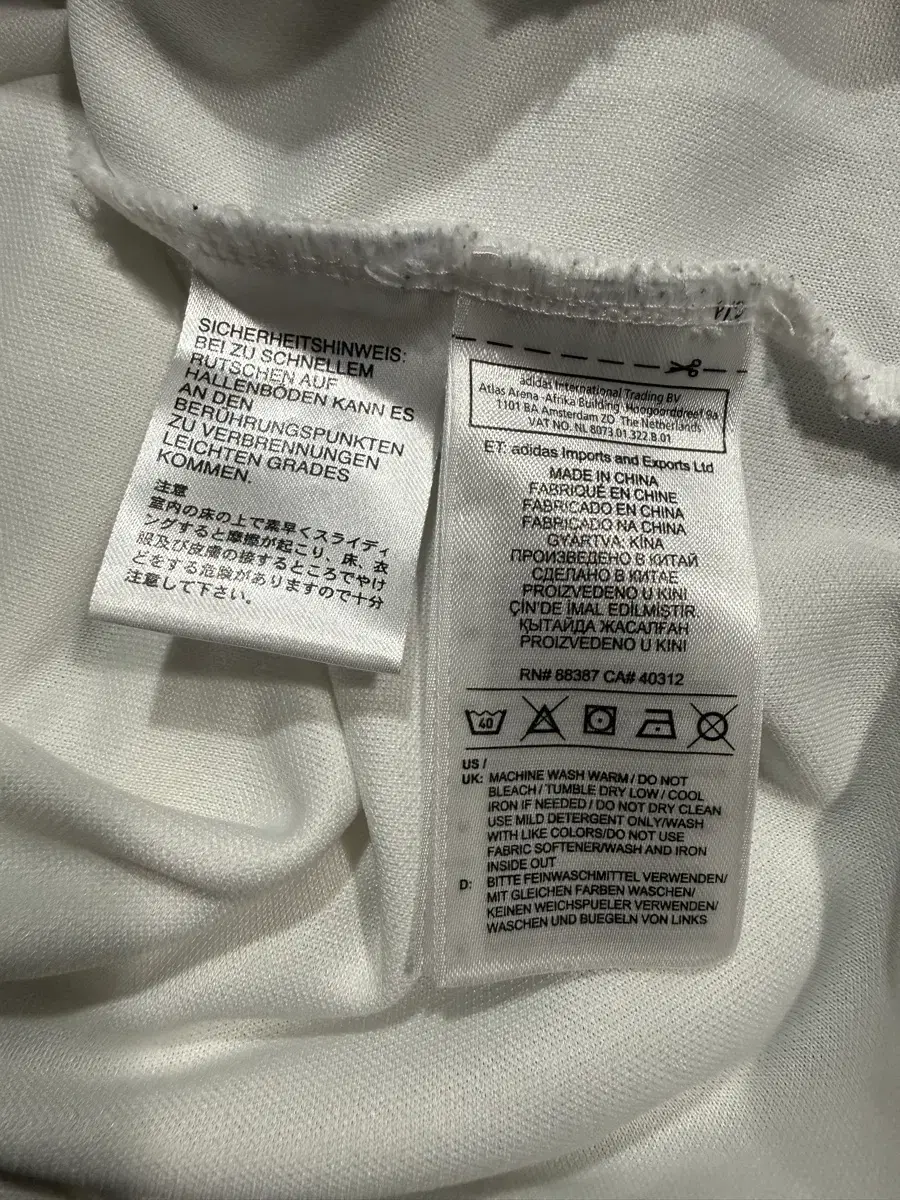 SICHERHEITSHINWEIS:
BEI ZU SCHNELLEM
RUTSCHEN AUF
HALLENBÖDEN KANN ES
AN DEN
BERÜHRUNGSPUNKTEN
ZU VERBRENNUNGEN
LEICHTEN GRADES
KOMMEN.
注意
室内の床の上で素早くスライディ
ングすると摩擦が起こり、床、衣
服及び皮膚の接するところでやけ
どをする危険がありますので十分
注意して下さい。
adidas International Trading BV
Atlas Arena -Afrika Building Hoogoorddreef 9a
1101 BA Amsterdam ZO The Netherlands
VAT NO. NL 8073.01.322.B.01
ET: adidas Imports and Exports Ltd
MADE IN CHINA
FABRIQUÉ EN CHINE
FABRICADO EN CHINA
FABRICADO NA CHINA
GYÁRTVA: KÍNA
ПРОИЗВЕДЕНО В КИТАЙ
СДЕЛАНО В КИТАЕ
PROIZVEDENO U KINI
ÇİN'DE İMAL EDİLMİSTİR
ҚЫТАЙДА ЖАСАЛҒАН
PROIZVEDENO U KINI
RN# 88387 CA# 40312
40
US /
UK: MACHINE WASH WARM / DO NOT
BLEACH / TUMBLE DRY LOW / COOL
IRON IF NEEDED / DO NOT DRY CLEAN
USE MILD DETERGENT ONLY/WASH
WITH LIKE COLORS/DO NOT USE
FABRIC SOFTENER/WASH AND IRON
INSIDE OUT
D: BITTE FEINWASCHMITTEL VERWENDEN/
MIT GLEICHEN FARBEN WASCHEN/
KEINEN WEICHSPUELER VERWENDEN/
WASCHEN UND BUEGELN VON LINKS